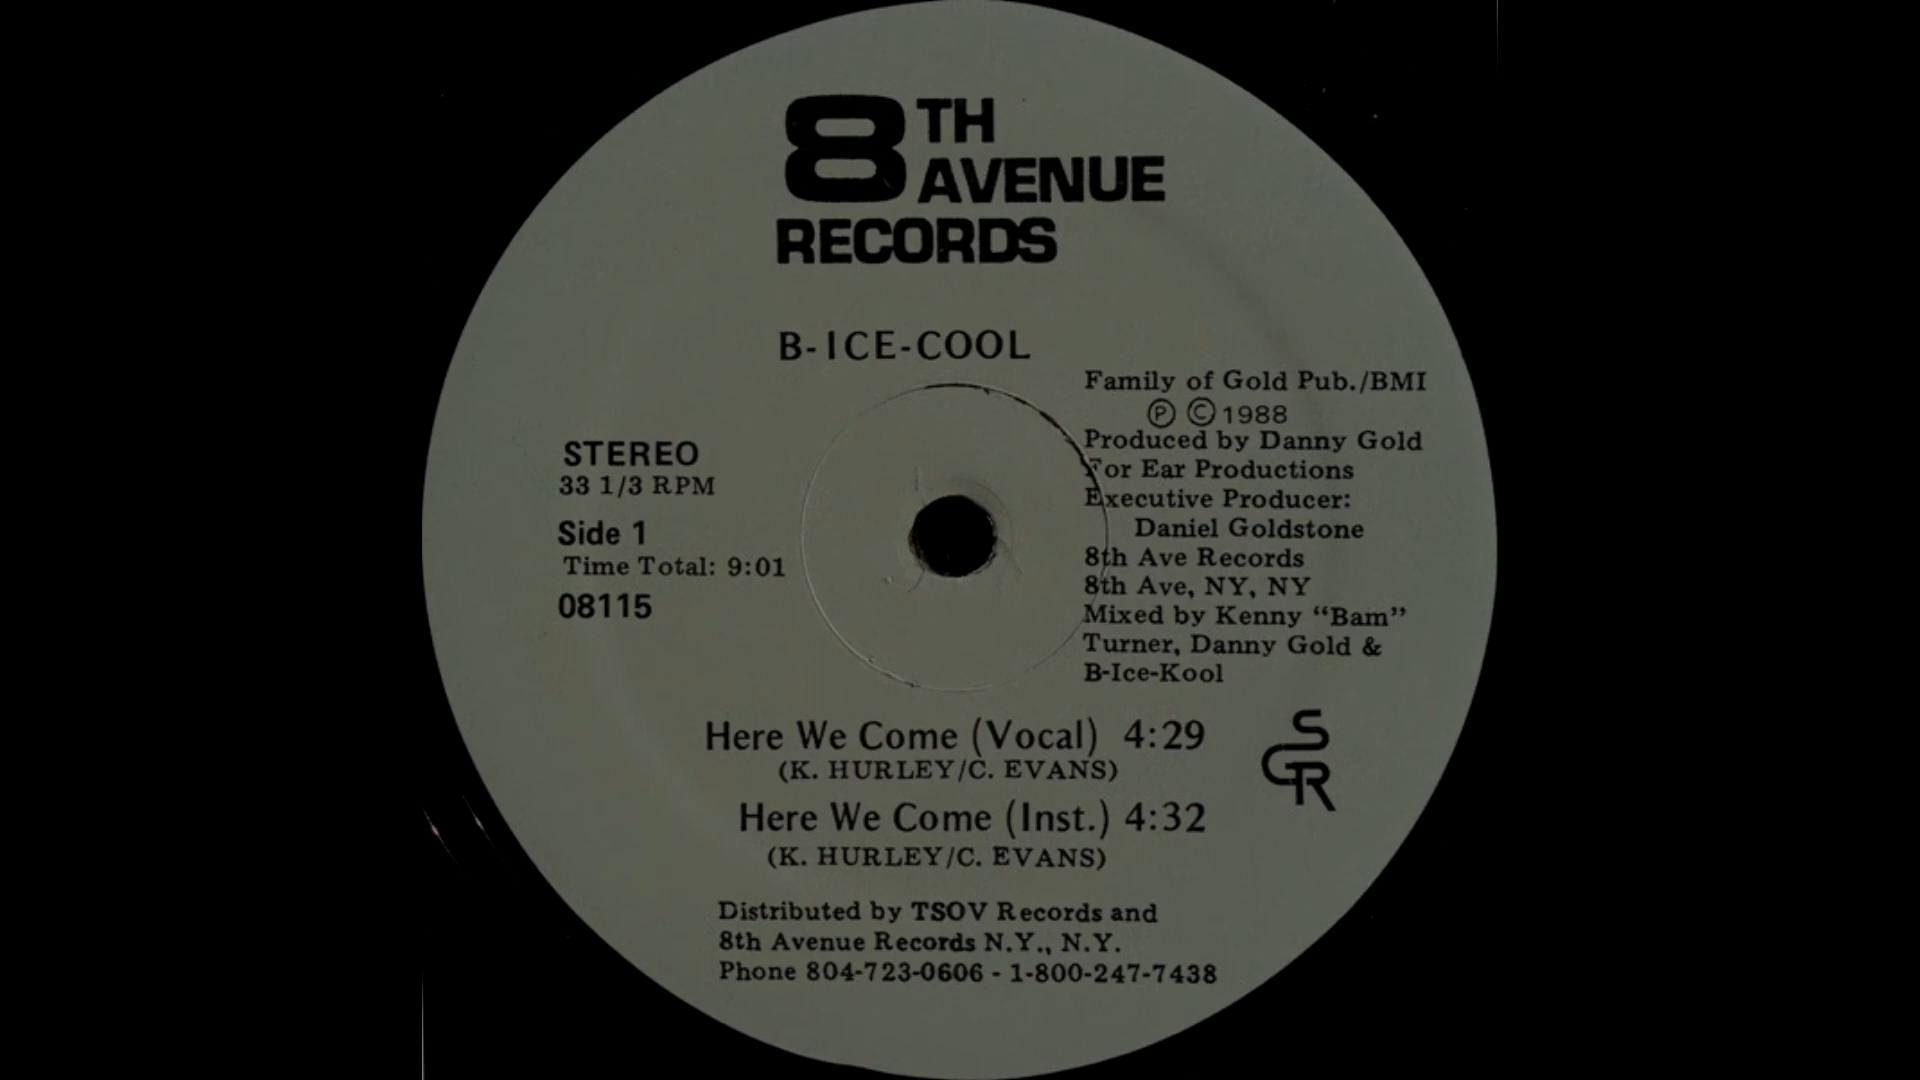 8TH
AVENUE
RECORDS
B-ICE-COOL
Family of Gold Pub./BMI
Ⓟ © 1988
Produced by Danny Gold
For Ear Productions
Executive Producer:
Daniel Goldstone
8th Ave Records
8th Ave, NY, NY
Mixed by Kenny “Bam”
Turner, Danny Gold &
B-Ice-Kool
STEREO
33 1/3 RPM
Side 1
Time Total: 9:01
08115
Here We Come (Vocal) 4:29
(K. HURLEY/C. EVANS)
Here We Come (Inst.) 4:32
(K. HURLEY/C. EVANS)
SGR
Distributed by TSOV Records and
8th Avenue Records N.Y., N.Y.
Phone 804-723-0606 - 1-800-247-7438